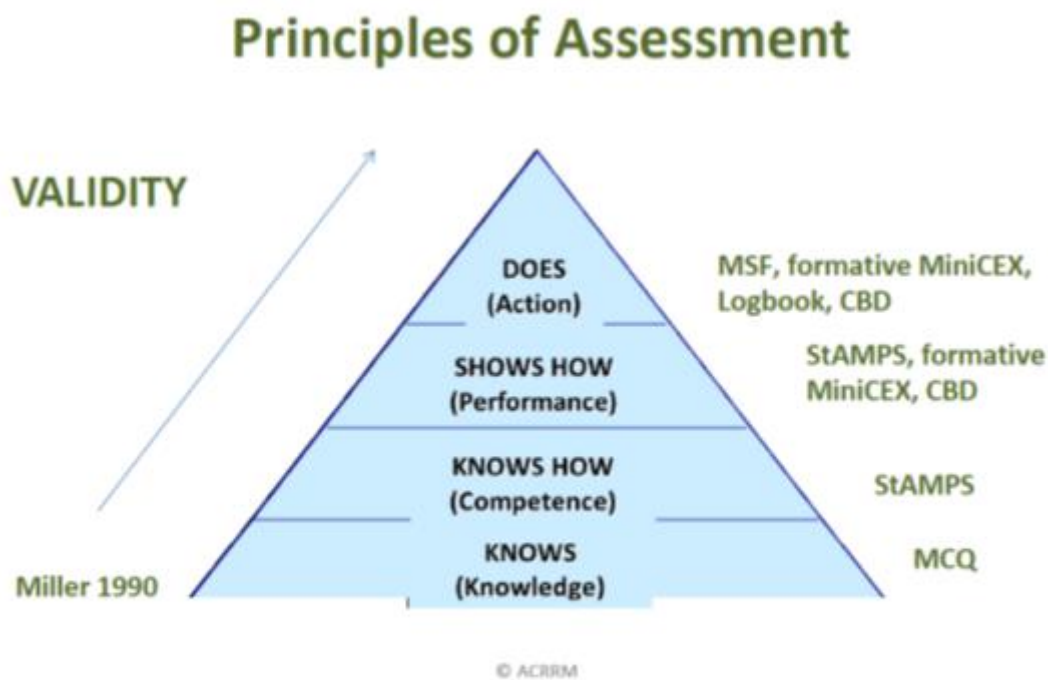 Principles of Assessment
VALIDITY
DOES
(Action)
MSF, formative MiniCEX,
Logbook, CBD
SHOWS HOW
(Performance)
StAMPS, formative
MiniCEX, CBD
KNOWS HOW
(Competence)
StAMPS
KNOWS
(Knowledge)
MCQ
Miller 1990
© ACRRM